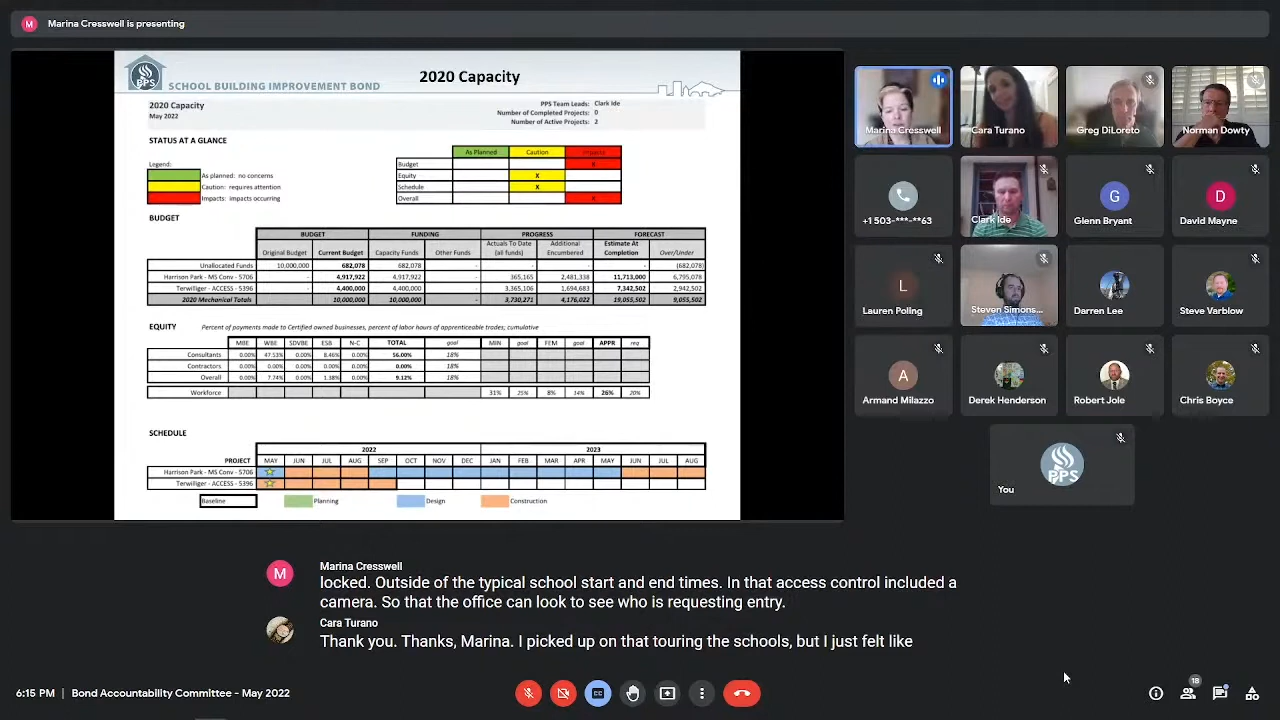 M Marina Cresswell is presenting
PPS SCHOOL BUILDING IMPROVEMENT BOND
2020 Capacity
2020 Capacity
May 2022
PPS Team Leads: Clark Ide
Number of Completed Projects: 0
Number of Active Projects: 2
STATUS AT A GLANCE
Legend:
As planned: no concerns
Caution: requires attention
Impacts: impacts occurring
As Planned Caution Impacts
Budget X
Equity X
Schedule X
Overall X
BUDGET
BUDGET FUNDING PROGRESS FORECAST
Original Budget Current Budget Capacity Funds Other Funds Actuals To Date (all funds) Additional Encumbered Estimate At Completion Over/Under
Unallocated Funds 10,000,000 682,078 682,078 - - (682,078)
Harrison Park - MS Conv - 5706 - 4,917,922 4,917,922 - 365,165 2,481,338 11,713,000 6,795,078
Terwilliger - ACCESS - 5396 - 4,400,000 4,400,000 - 3,365,106 1,694,683 7,342,502 2,942,502
2020 Mechanical Totals 10,000,000 10,000,000 - 3,730,271 4,176,022 19,055,502 9,055,502
EQUITY Percent of payments made to Certified owned businesses, percent of labor hours of apprenticeable trades; cumulative
MBE WBE SDVBE ESB N-C TOTAL goal MIN goal FEM goal APPR req
Consultants 0.00% 47.53% 0.00% 8.46% 0.00% 56.00% 18%
Contractors 0.00% 0.00% 0.00% 0.00% 0.00% 0.00% 18%
Overall 0.00% 7.74% 0.00% 1.38% 0.00% 9.12% 18%
Workforce 31% 25% 8% 14% 26% 20%
SCHEDULE
2022 2023
PROJECT MAY JUN JUL AUG SEP OCT NOV DEC JAN FEB MAR APR MAY JUN JUL AUG
Harrison Park - MS Conv - 5706
Terwilliger - ACCESS - 5396
Baseline Planning Design Construction
Marina Cresswell
Cara Turano
Greg DiLoreto
Norman Dowty
+1 503-***-**63
Clark Ide
G Glenn Bryant
D David Mayne
L Lauren Poling
Steven Simons...
Steve Varlow
A Armand Milazzo
Derek Henderson
Robert Jole
Chris Boyce
PPS
You
M Marina Cresswell
locked. Outside of the typical school start and end times. In that access control included a
camera. So that the office can look to see who is requesting entry.
Cara Turano
Thank you. Thanks, Marina. I picked up on that touring the schools, but I just felt like
6:15 PM | Bond Accountability Committee - May 2022
CC
18